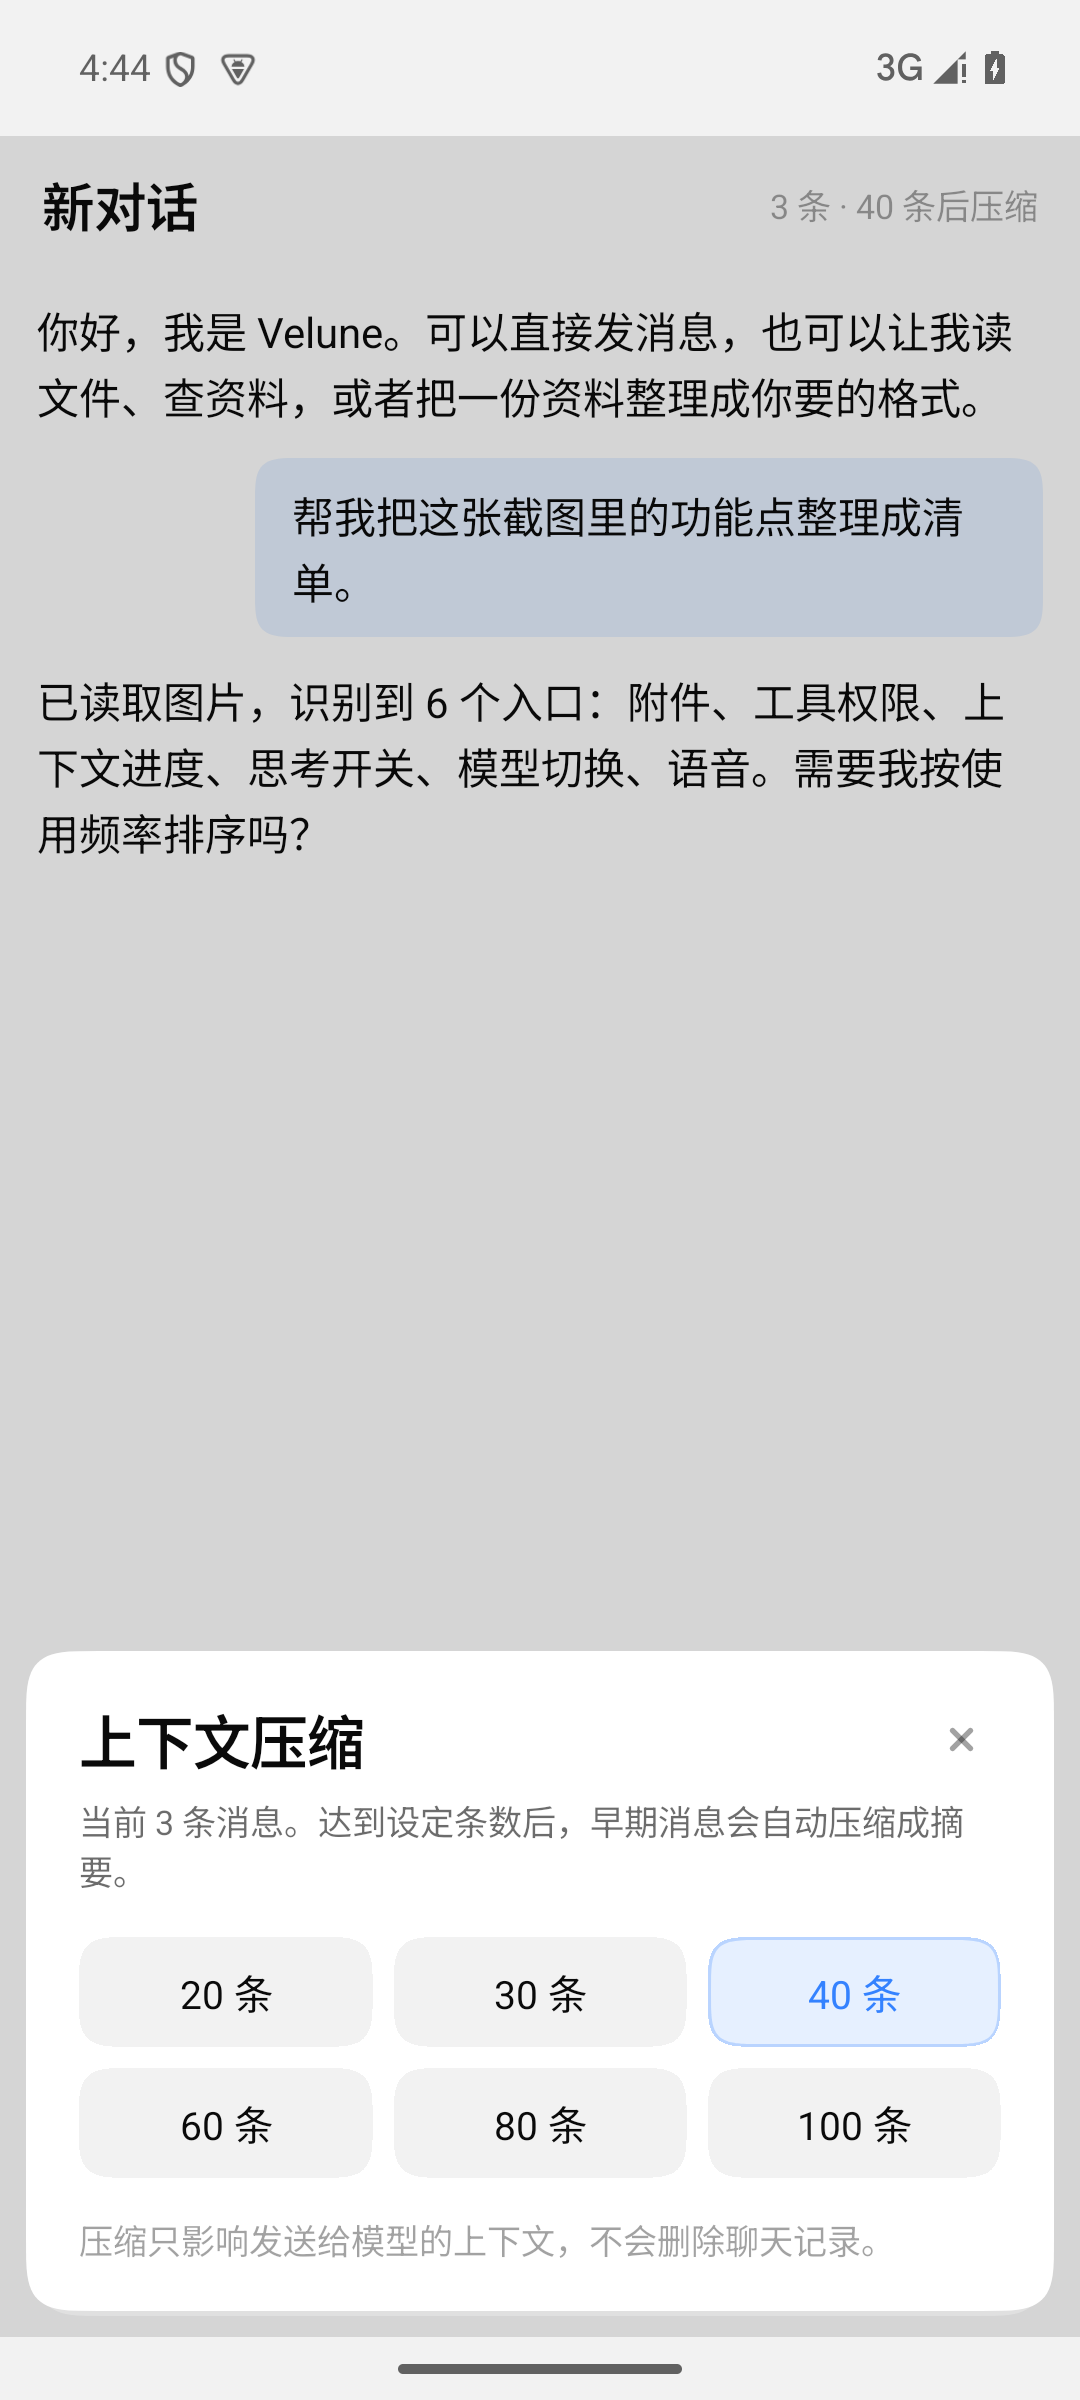 4:44
3G
新对话
3 条 · 40 条后压缩
你好，我是 Velune。可以直接发消息，也可以让我读
文件、查资料，或者把一份资料整理成你要的格式。
帮我把这张截图里的功能点整理成清
单。
已读取图片，识别到 6 个入口：附件、工具权限、上
下文进度、思考开关、模型切换、语音。需要我按使
用频率排序吗？
上下文压缩
当前 3 条消息。达到设定条数后，早期消息会自动压缩成摘
要。
20 条
30 条
40 条
60 条
80 条
100 条
压缩只影响发送给模型的上下文，不会删除聊天记录。